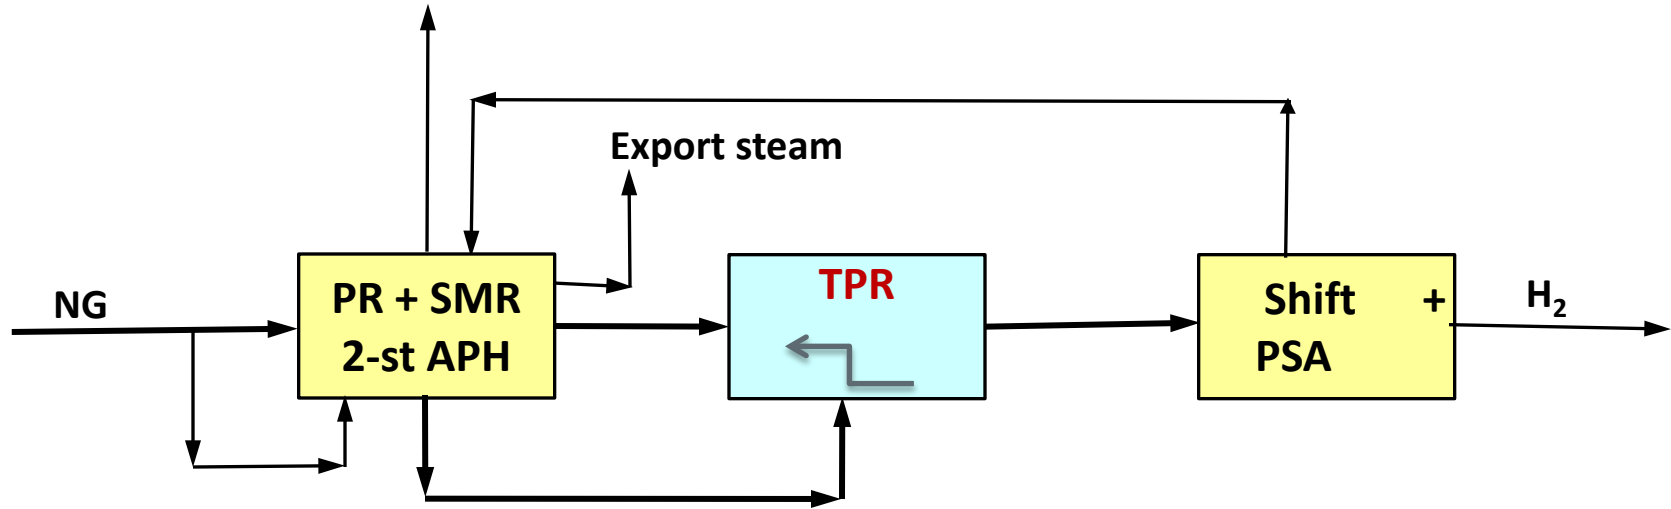 Export steam
NG
PR + SMR
2-st APH
TPR
Shift +
PSA
H₂